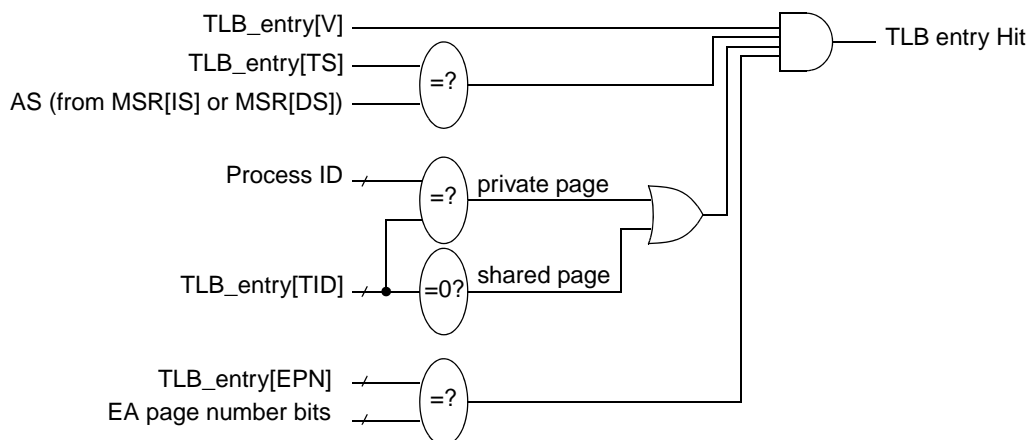 TLB_entry[V]
TLB entry Hit
TLB_entry[TS]
=?
AS (from MSR[IS] or MSR[DS])
Process ID
=?
private page
TLB_entry[TID]
=0?
shared page
TLB_entry[EPN]
=?
EA page number bits